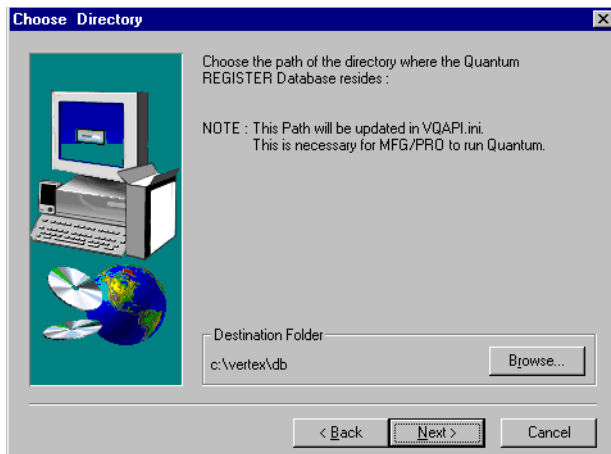 Choose Directory
Choose the path of the directory where the Quantum
REGISTER Database resides :
NOTE : This Path will be updated in VQAPI.ini.
This is necessary for MFG/PRO to run Quantum.
Destination Folder
c:\vertex\db
Browse...
< Back
Next >
Cancel